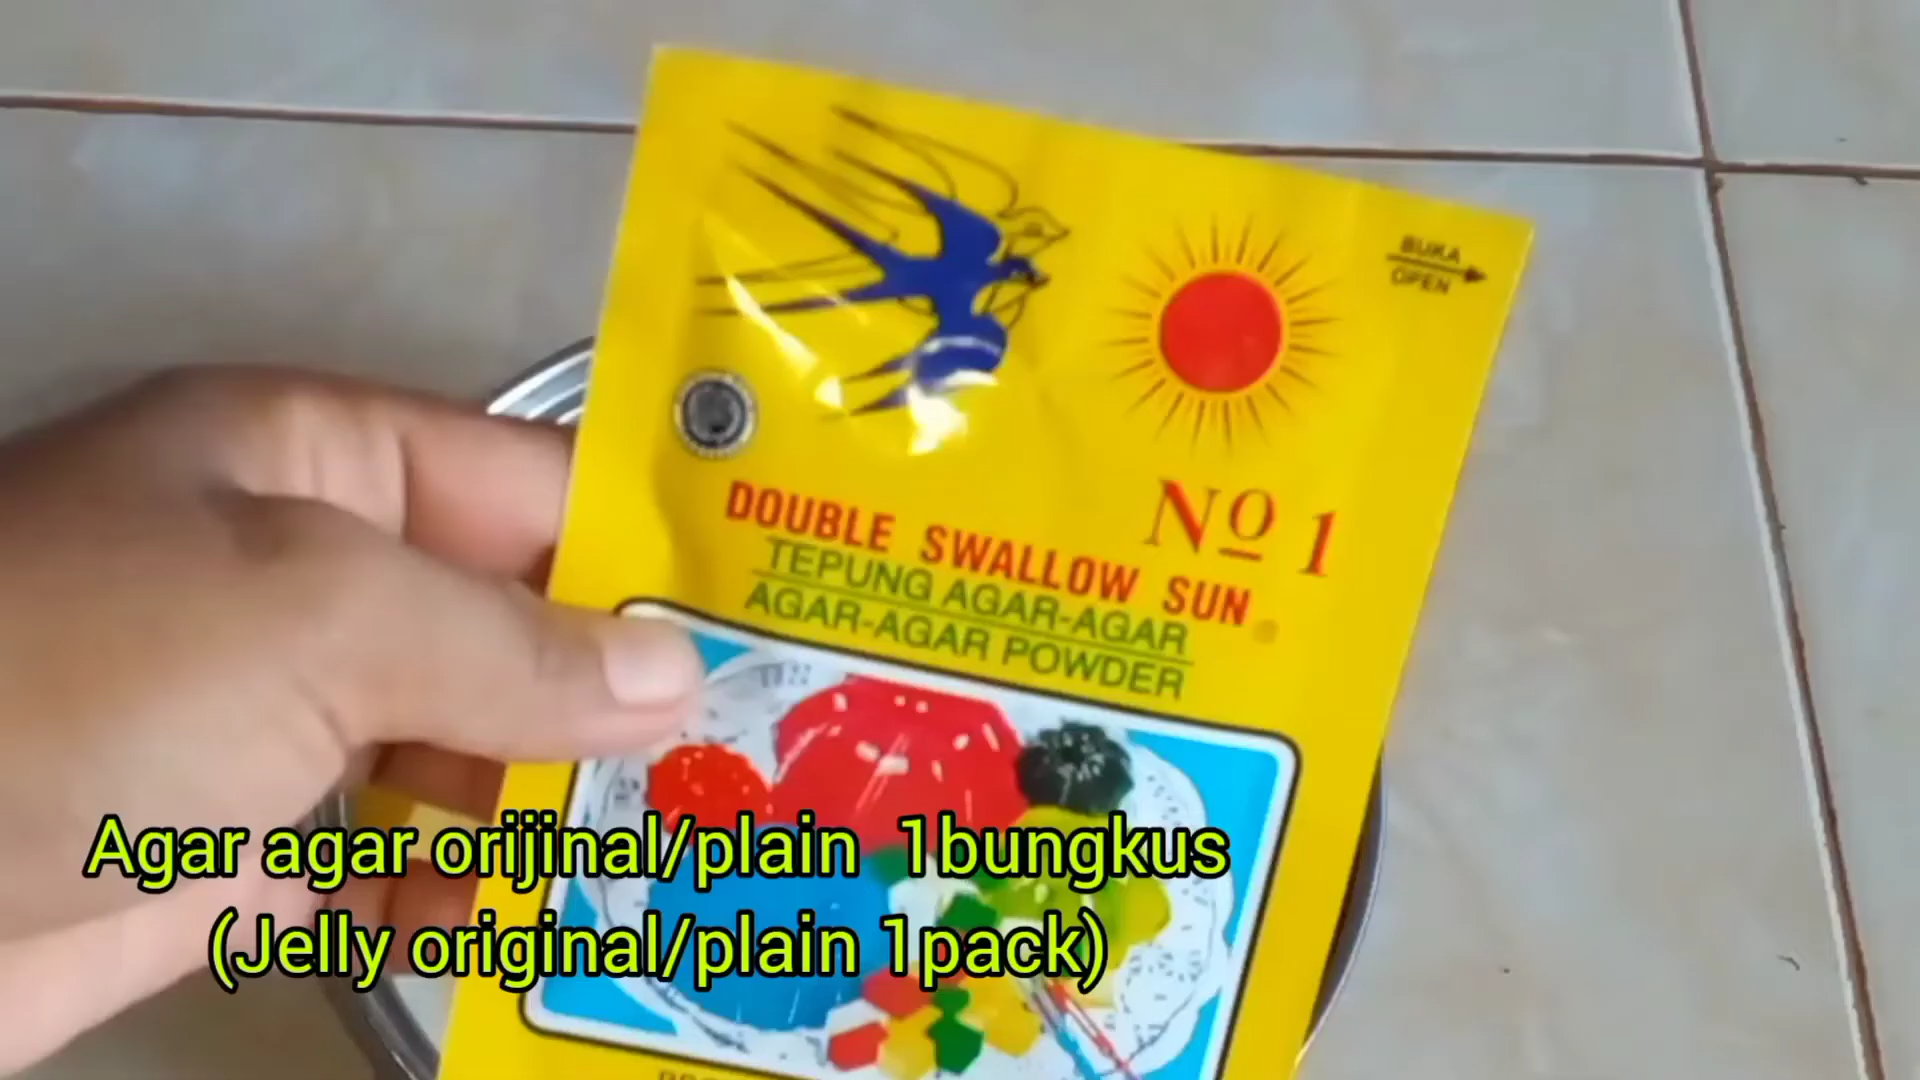 BUKA
OPEN
No 1
DOUBLE SWALLOW SUN
TEPUNG AGAR-AGAR
AGAR-AGAR POWDER
Agar agar orijinal/plain 1bungkus
(Jelly original/plain 1pack)